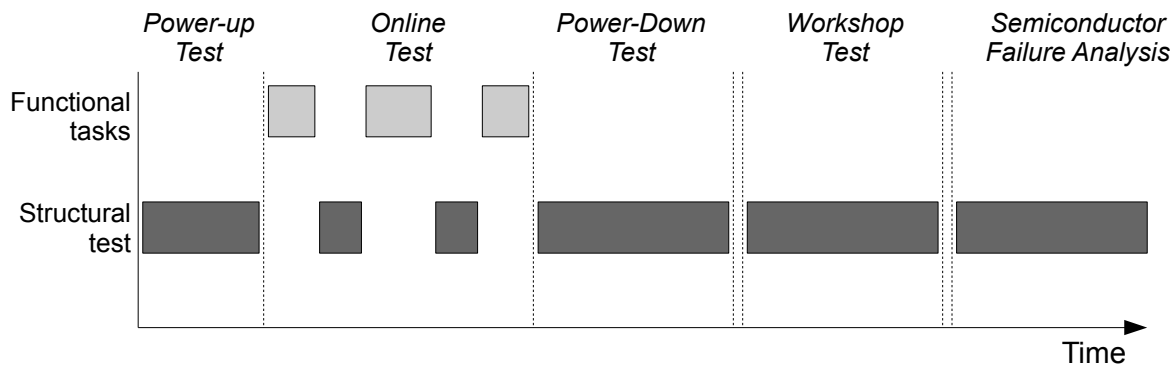 Power-up
Test
Online
Test
Power-Down
Test
Workshop
Test
Semiconductor
Failure Analysis
Functional
tasks
Structural
test
Time